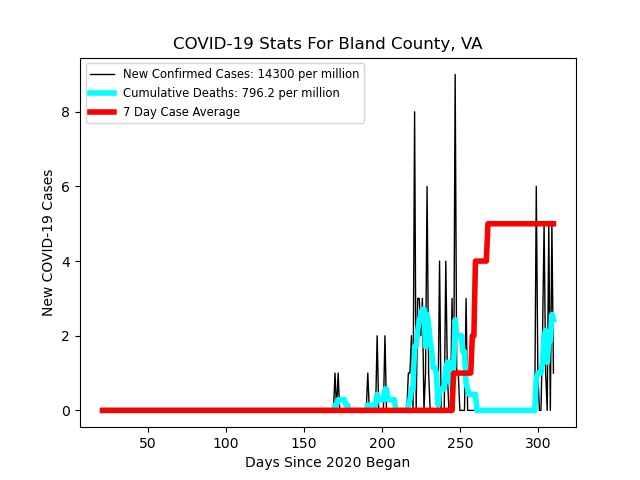 COVID-19 Stats For Bland County, VA
New Confirmed Cases: 14300 per million
Cumulative Deaths: 796.2 per million
7 Day Case Average
New COVID-19 Cases
8
6
4
2
0
50 100 150 200 250 300
Days Since 2020 Began